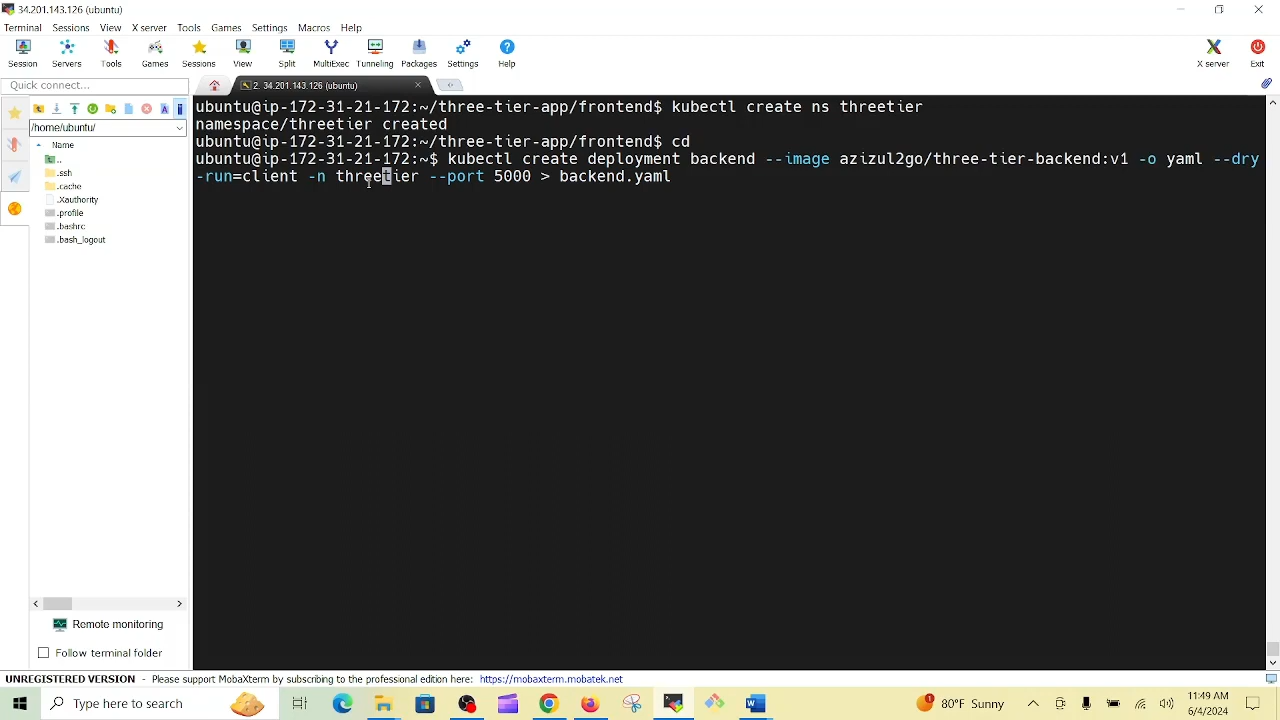 34.201.143.126 (ubuntu)
Terminal Sessions View X server Tools Games Settings Macros Help
Session Servers Tools Games Sessions View Split MultiExec Tunneling Packages Settings Help X server Exit
Quick connect...
2. 34.201.143.126 (ubuntu)
/home/ubuntu/
Name
..
.ssh
.cache
.Xauthority
.profile
.bashrc
.bash_logout
ubuntu@ip-172-31-21-172:~/three-tier-app/frontend$ kubectl create ns threetier
namespace/threetier created
ubuntu@ip-172-31-21-172:~/three-tier-app/frontend$ cd
ubuntu@ip-172-31-21-172:~$ kubectl create deployment backend --image azizul2go/three-tier-backend:v1 -o yaml --dry
-run=client -n threetier --port 5000 > backend.yaml
Remote monitoring
Follow terminal folder
UNREGISTERED VERSION - Please support MobaXterm by subscribing to the professional edition here: https://mobaxterm.mobatek.net
Type here to search
1
80°F Sunny
11:49 AM
6/4/2024